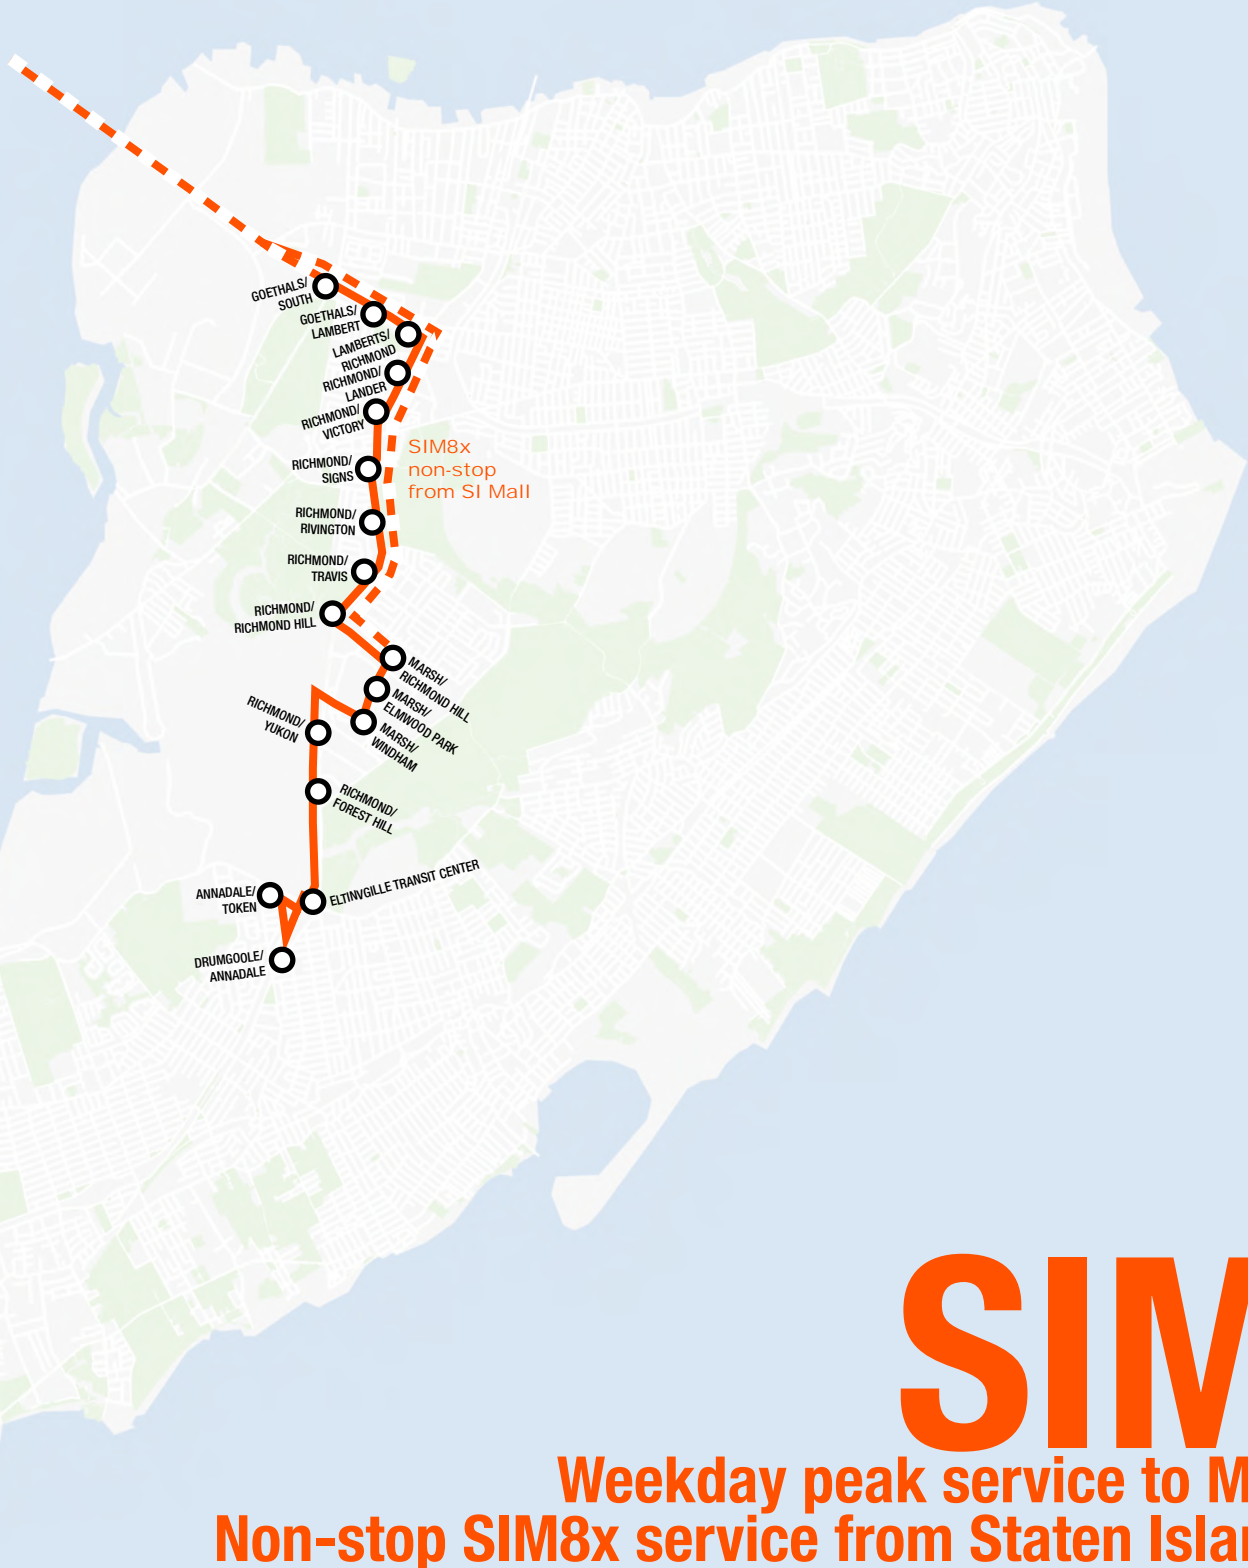 GOETHALS/
SOUTH
GOETHALS/
LAMBERT
LAMBERTS/
RICHMOND
RICHMOND/
LANDER
RICHMOND/
VICTORY
SIM8x
non-stop
from SI Mall
RICHMOND/
SIGNS
RICHMOND/
RIVINGTON
RICHMOND/
TRAVIS
RICHMOND/
RICHMOND HILL
MARSH/
RICHMOND HILL
MARSH/
ELMWOOD PARK
MARSH/
WINDHAM
RICHMOND/
YUKON
RICHMOND/
FOREST HILL
ANNADALE/
TOKEN
ELTINVGILLE TRANSIT CENTER
DRUMGOOLE/
ANNADALE
SIM
Weekday peak service to M
Non-stop SIM8x service from Staten Islan